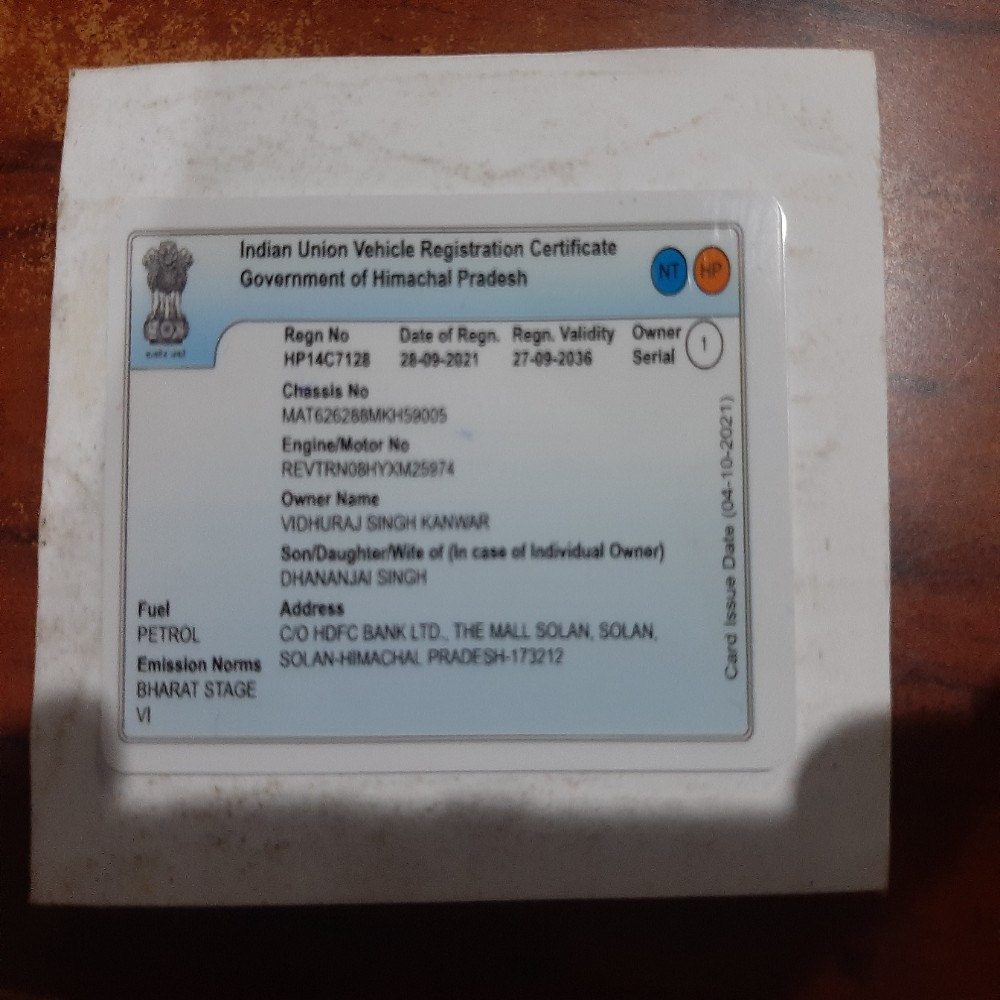 Indian Union Vehicle Registration Certificate
Government of Himachal Pradesh
NT HP
Regn No Date of Regn. Regn. Validity Owner Serial 1
HP14C7128 28-09-2021 27-09-2036
Chassis No
MAT626288MKH59005
Engine/Motor No
REVTRN08HYXM25974
Owner Name
VIDHURAJ SINGH KANWAR
Son/Daughter/Wife of (In case of Individual Owner)
DHANANJAI SINGH
Fuel
PETROL
Emission Norms
BHARAT STAGE
VI
Address
C/O HDFC BANK LTD., THE MALL SOLAN, SOLAN,
SOLAN-HIMACHAL PRADESH-173212
Card Issue Date (04-10-2021)